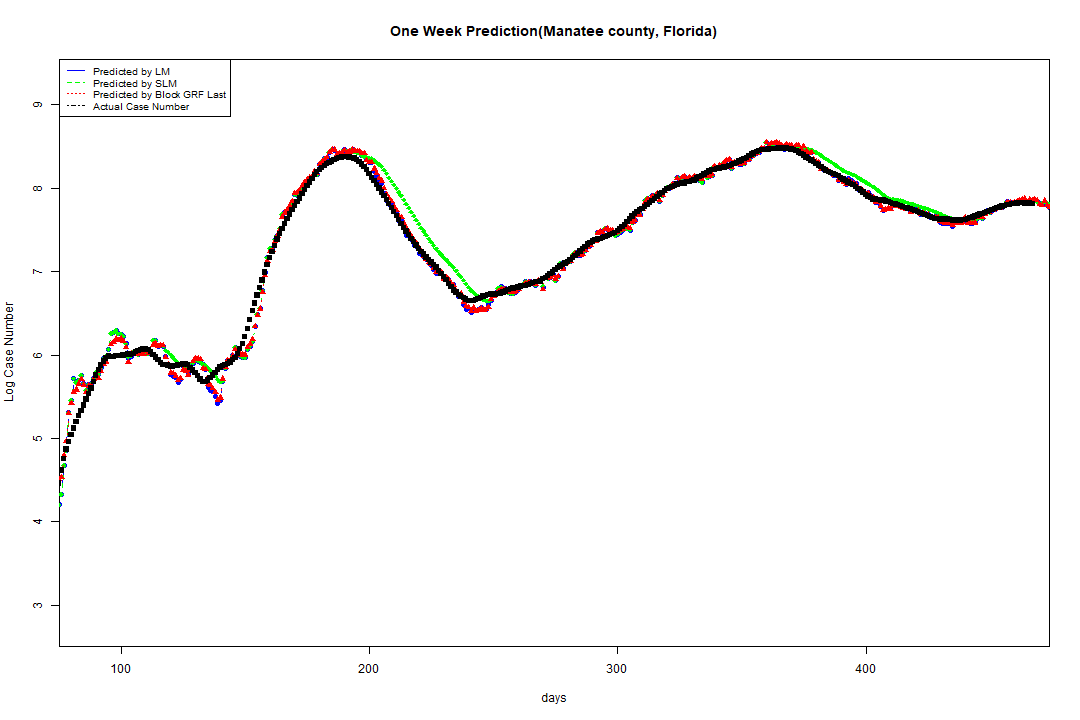 One Week Prediction(Manatee county, Florida)
Predicted by LM
Predicted by SLM
Predicted by Block GRF Last
Actual Case Number
9
8
7
6
5
4
3
Log Case Number
100 200 300 400
days